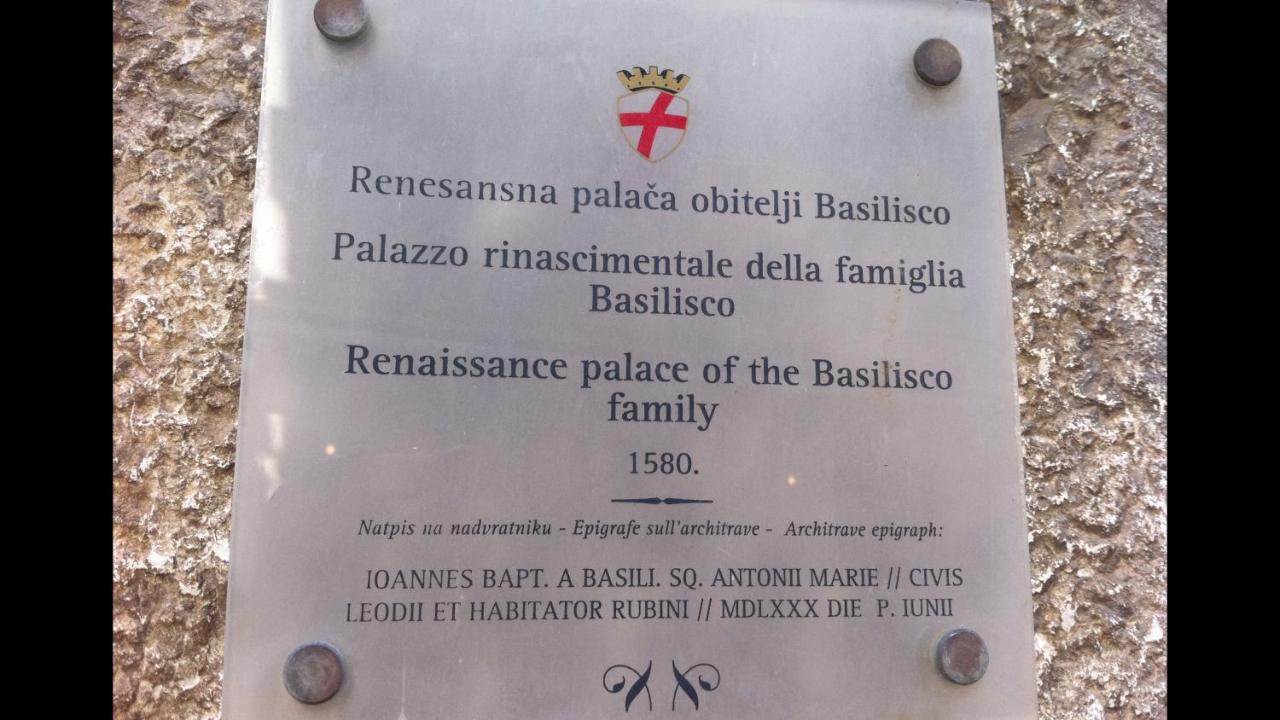 Renesansna palača obitelji Basilisco
Palazzo rinascimentale della famiglia
Basilisco
Renaissance palace of the Basilisco
family
1580.
Natpis na nadvratniku - Epigrafe sull'architrave - Architrave epigraph:
IOANNES BAPT. A BASILI. SQ. ANTONII MARIE // CIVIS
LEODII ET HABITATOR RUBINI // MDLXXX DIE P. IUNII